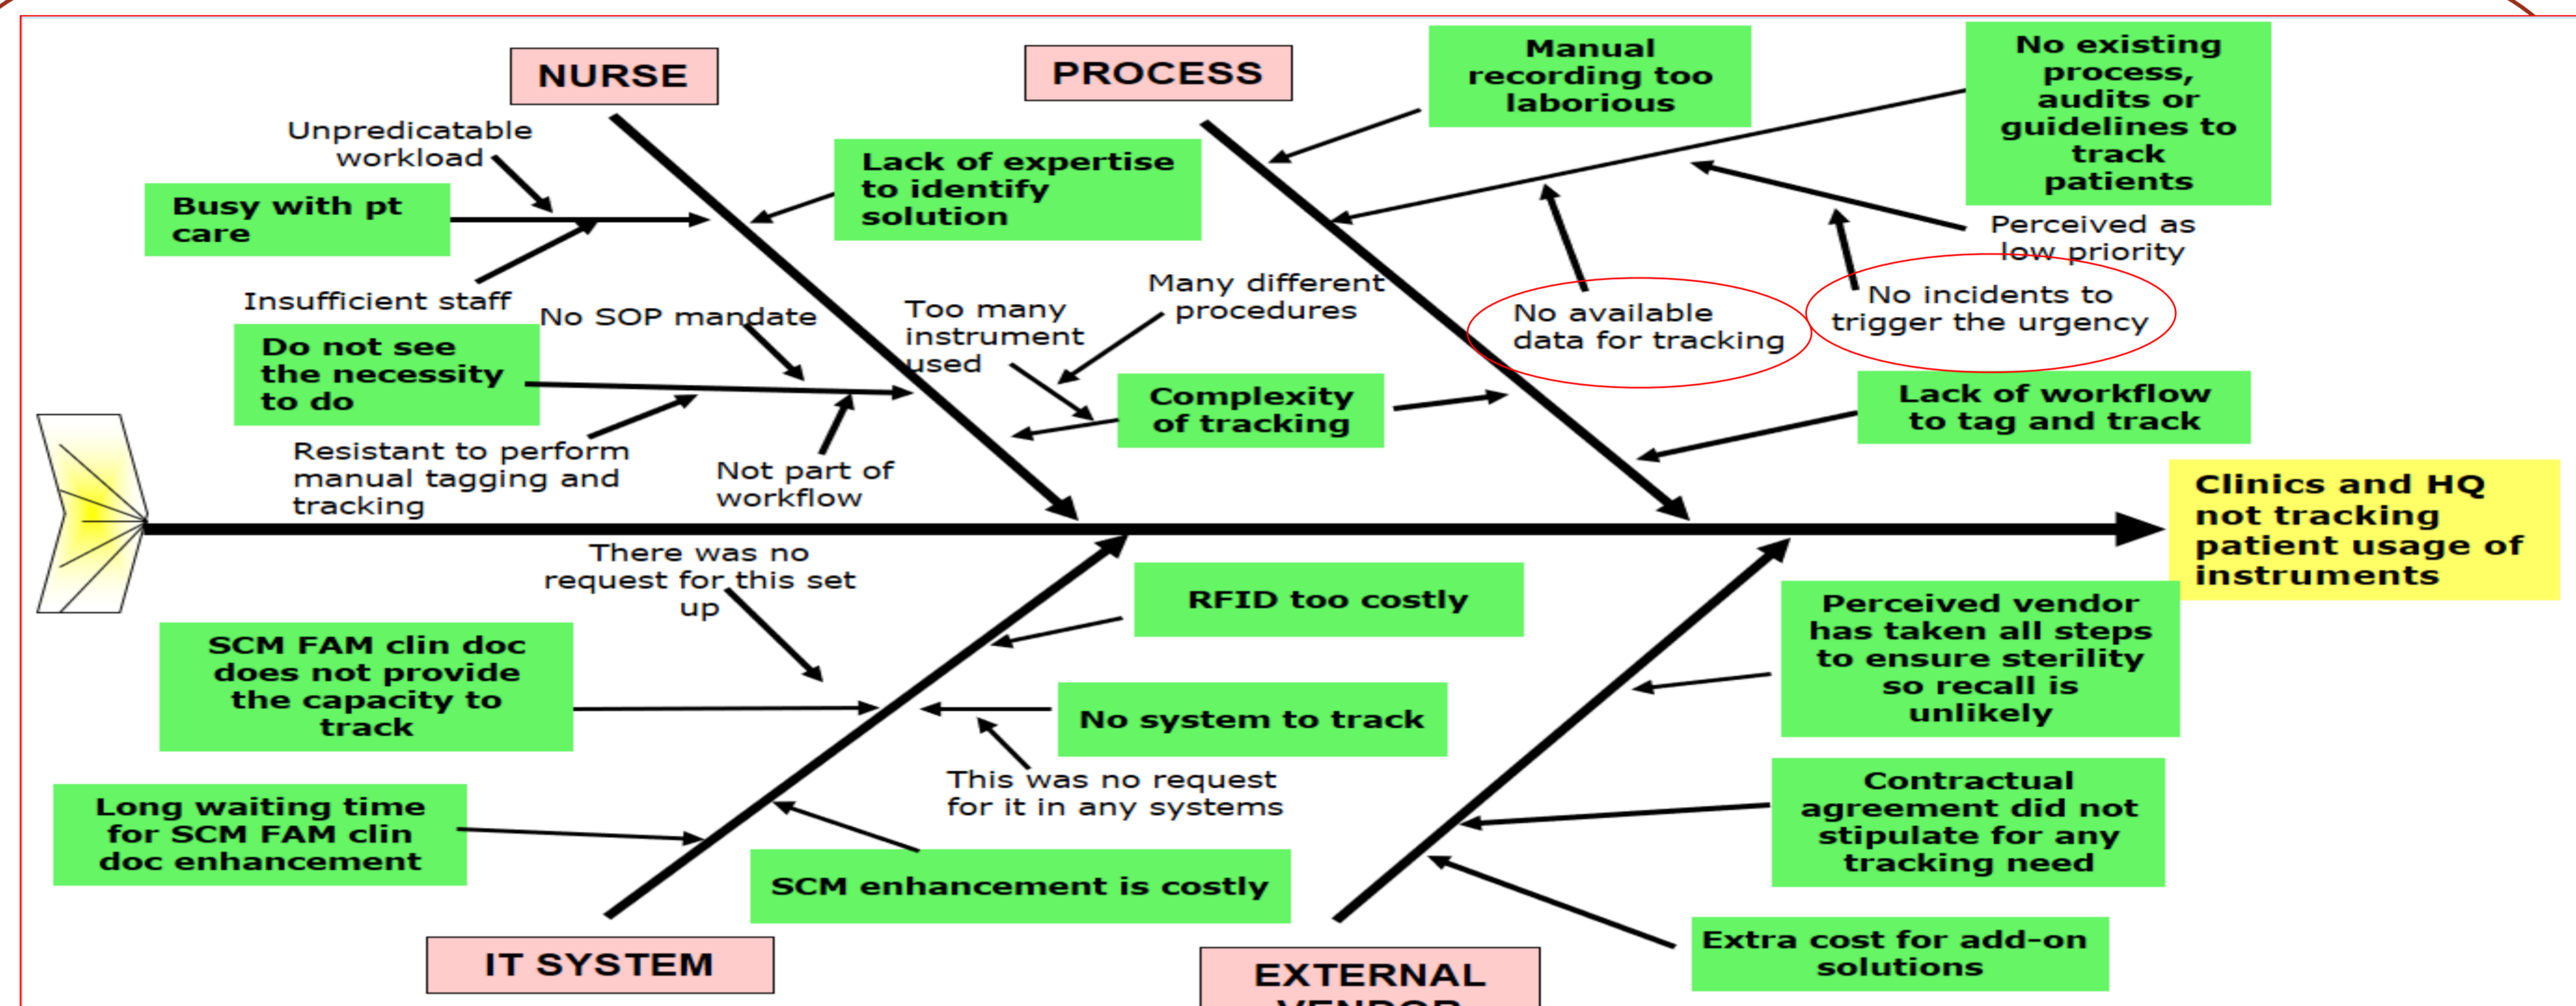 NURSE
Unpredicatable
workload
Busy with pt
care
Insufficient staff
Lack of expertise
to identify
solution
No SOP mandate
Do not see
the necessity
to do
Resistant to perform
manual tagging and
tracking
Not part of
workflow
Too many
instrument
used
Many different
procedures
Complexity
of tracking
PROCESS
Manual
recording too
laborious
No existing
process,
audits or
guidelines to
track
patients
Perceived as
low priority
No available
data for tracking
No incidents to
trigger the urgency
Lack of workflow
to tag and track
Clinics and HQ
not tracking
patient usage of
instruments
There was no
request for this set
up
SCM FAM clin doc
does not provide
the capacity to
track
Long waiting time
for SCM FAM clin
doc enhancement
RFID too costly
No system to track
This was no request
for it in any systems
SCM enhancement is costly
IT SYSTEM
Perceived vendor
has taken all steps
to ensure sterility
so recall is
unlikely
Contractual
agreement did not
stipulate for any
tracking need
Extra cost for add-on
solutions
EXTERNAL
VENDOR